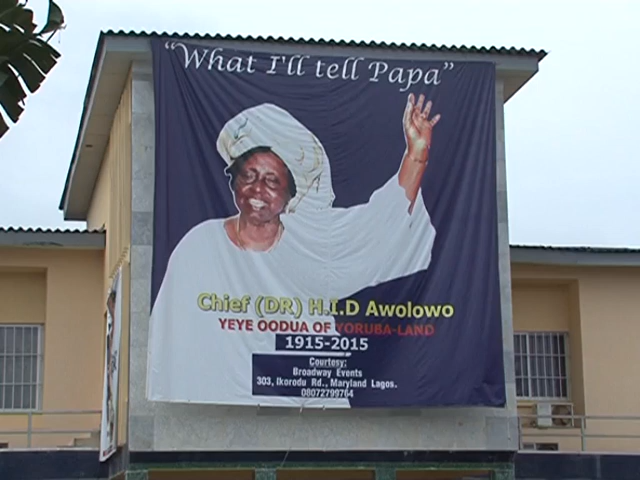 “What I'll tell Papa”
Chief (DR) H.I.D Awolowo
YEYE OODUA OF YORUBA-LAND
1915-2015
Courtesy:
Broadway Events
303, Ikorodu Rd., Maryland Lagos.
08072799764